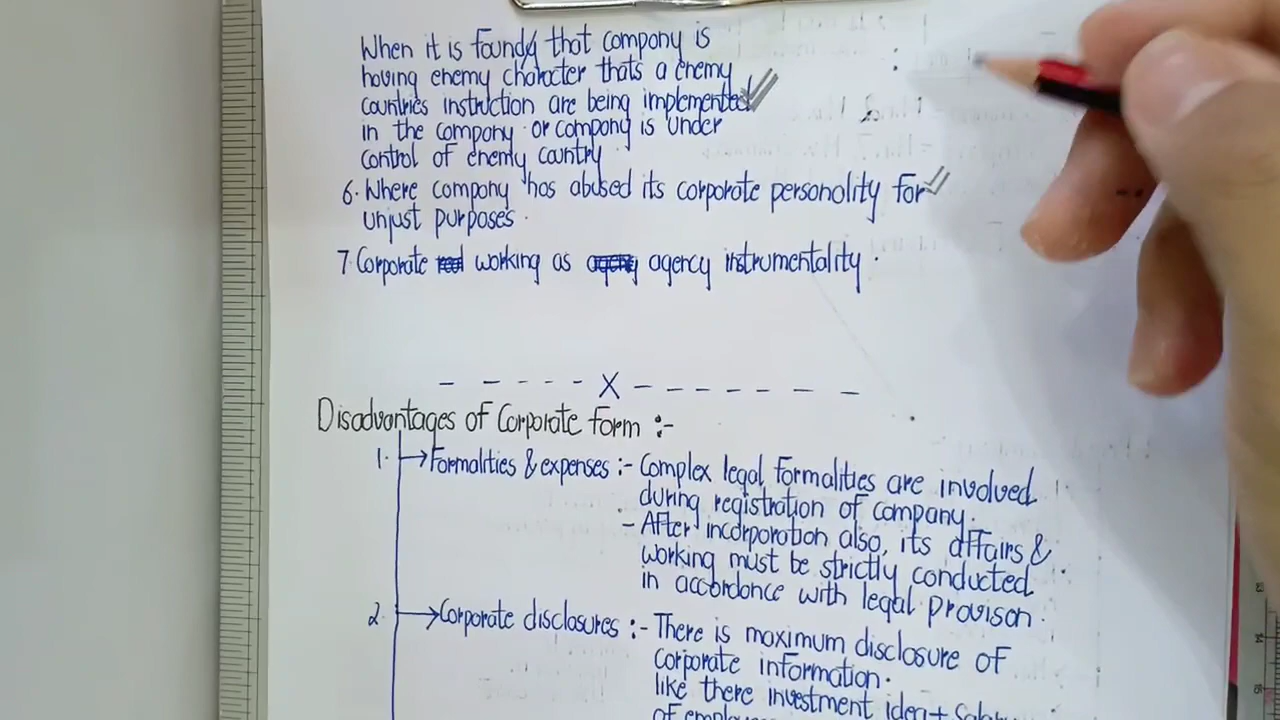 When it is found that company is
having enemy character thats a enemy
countries instruction are being implemented
in the company or company is under
control of enemy country
6. Where company has abused its corporate personality for
unjust purposes.
7. Corporate working as agency instrumentality.
- - - - - - X - - - - - - - -
Disadvantages of Corporate form :-
1. → Formalities & expenses :- Complex legal formalities are involved
during registration of company.
- After incorporation also, its affairs &
working must be strictly conducted
in accordance with legal provison.
2. → Corporate disclosures :- There is maximum disclosure of
corporate information.
like there investment idea +
of